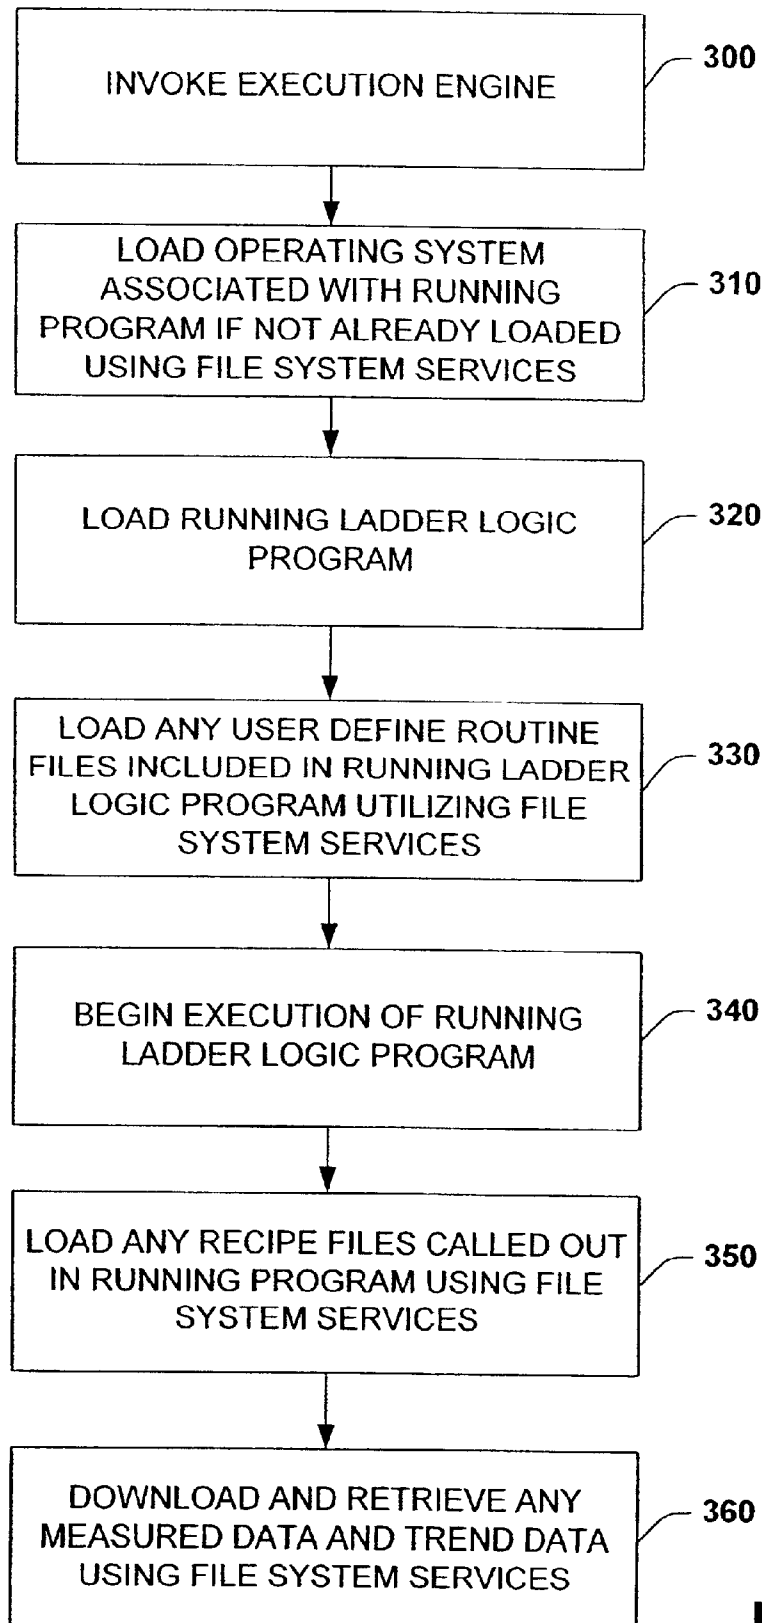 INVOKE EXECUTION ENGINE
300
LOAD OPERATING SYSTEM
ASSOCIATED WITH RUNNING
PROGRAM IF NOT ALREADY LOADED
USING FILE SYSTEM SERVICES
310
LOAD RUNNING LADDER LOGIC
PROGRAM
320
LOAD ANY USER DEFINE ROUTINE
FILES INCLUDED IN RUNNING LADDER
LOGIC PROGRAM UTILIZING FILE
SYSTEM SERVICES
330
BEGIN EXECUTION OF RUNNING
LADDER LOGIC PROGRAM
340
LOAD ANY RECIPE FILES CALLED OUT
IN RUNNING PROGRAM USING FILE
SYSTEM SERVICES
350
DOWNLOAD AND RETRIEVE ANY
MEASURED DATA AND TREND DATA
USING FILE SYSTEM SERVICES
360